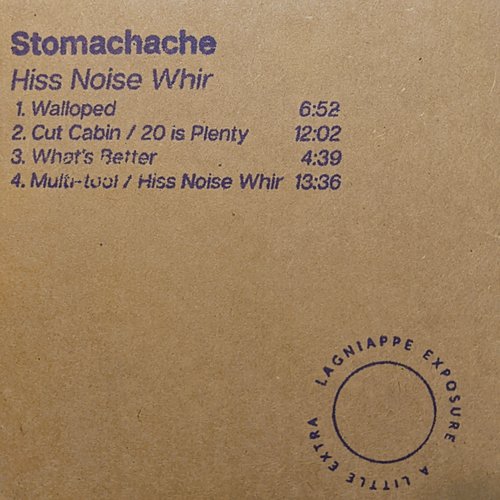 Stomachache
Hiss Noise Whir
1. Walloped 6:52
2. Cut Cabin / 20 is Plenty 12:02
3. What's Better 4:39
4. Multi-tool / Hiss Noise Whir 13:36
LAGNIAPPE EXPOSURE
A LITTLE EXTRA